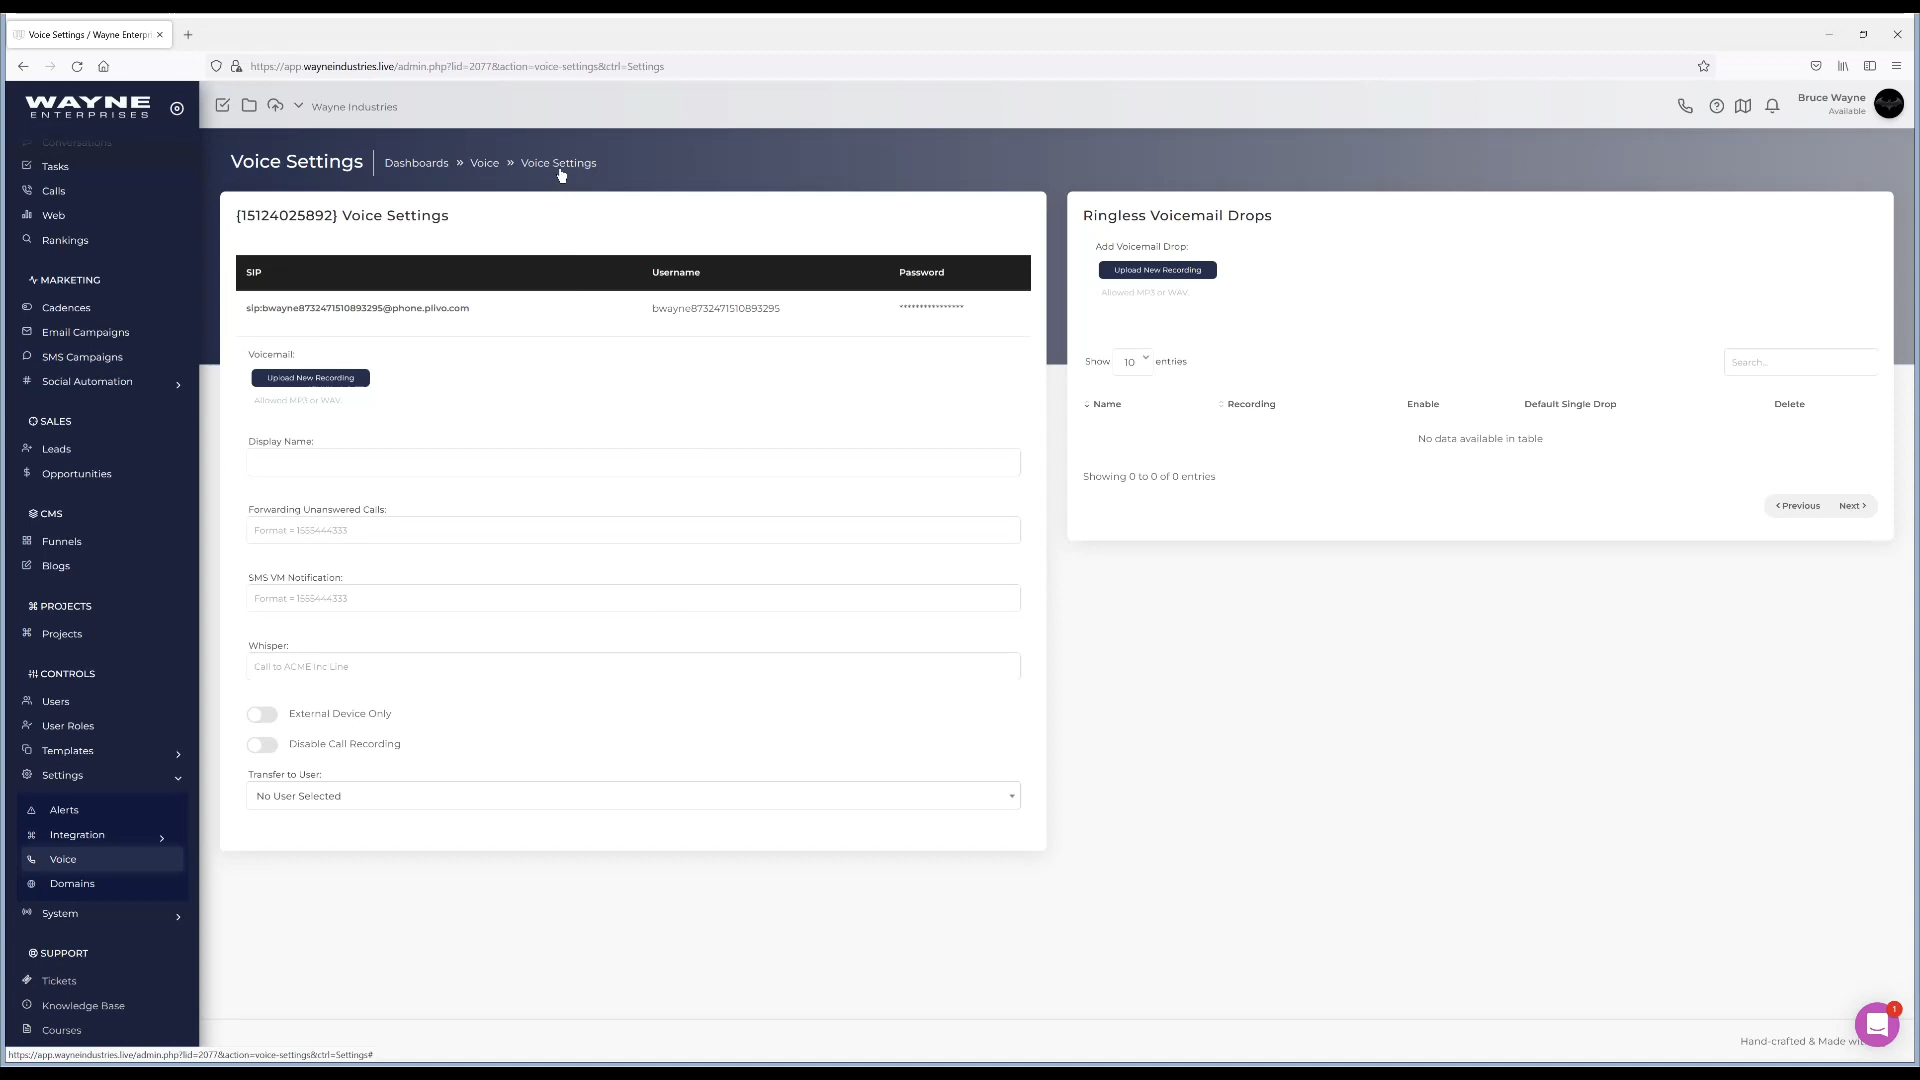 Voice Settings / Wayne Enterpri
https://app.wayneindustries.live/admin.php?lid=2077&action=voice-settings&ctrl=Settings
WAYNE
ENTERPRISES
Wayne Industries
Bruce Wayne
Available
Conversations
Tasks
Calls
Web
Rankings
MARKETING
Cadences
Email Campaigns
SMS Campaigns
Social Automation
SALES
Leads
Opportunities
CMS
Funnels
Blogs
PROJECTS
Projects
CONTROLS
Users
User Roles
Templates
Settings
Alerts
Integration
Voice
Domains
System
SUPPORT
Tickets
Knowledge Base
Courses
Voice Settings
Dashboards » Voice » Voice Settings
{15124025892} Voice Settings
SIP Username Password
sip:bwayne8732471510893295@phone.plivo.com bwayne8732471510893295 ****************
Voicemail:
Upload New Recording
Allowed MP3 or WAV.
Display Name:
Forwarding Unanswered Calls:
Format = 1555444333
SMS VM Notification:
Format = 1555444333
Whisper:
Call to ACME Inc Line
External Device Only
Disable Call Recording
Transfer to User:
No User Selected
Ringless Voicemail Drops
Add Voicemail Drop:
Upload New Recording
Allowed MP3 or WAV.
Show 10 entries
Search...
Name Recording Enable Default Single Drop Delete
No data available in table
Showing 0 to 0 of 0 entries
Previous Next
1
Hand-crafted & Made
https://app.wayneindustries.live/admin.php?lid=2077&action=voice-settings&ctrl=Settings#